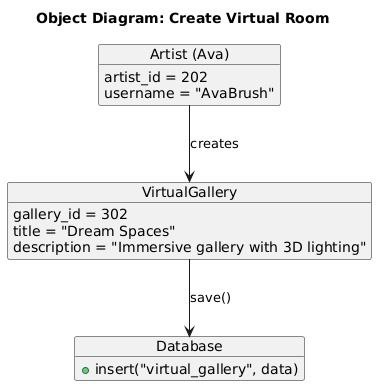 Object Diagram: Create Virtual Room
Artist (Ava)
artist_id = 202
username = "AvaBrush"
creates
VirtualGallery
gallery_id = 302
title = "Dream Spaces"
description = "Immersive gallery with 3D lighting"
save()
Database
insert("virtual_gallery", data)